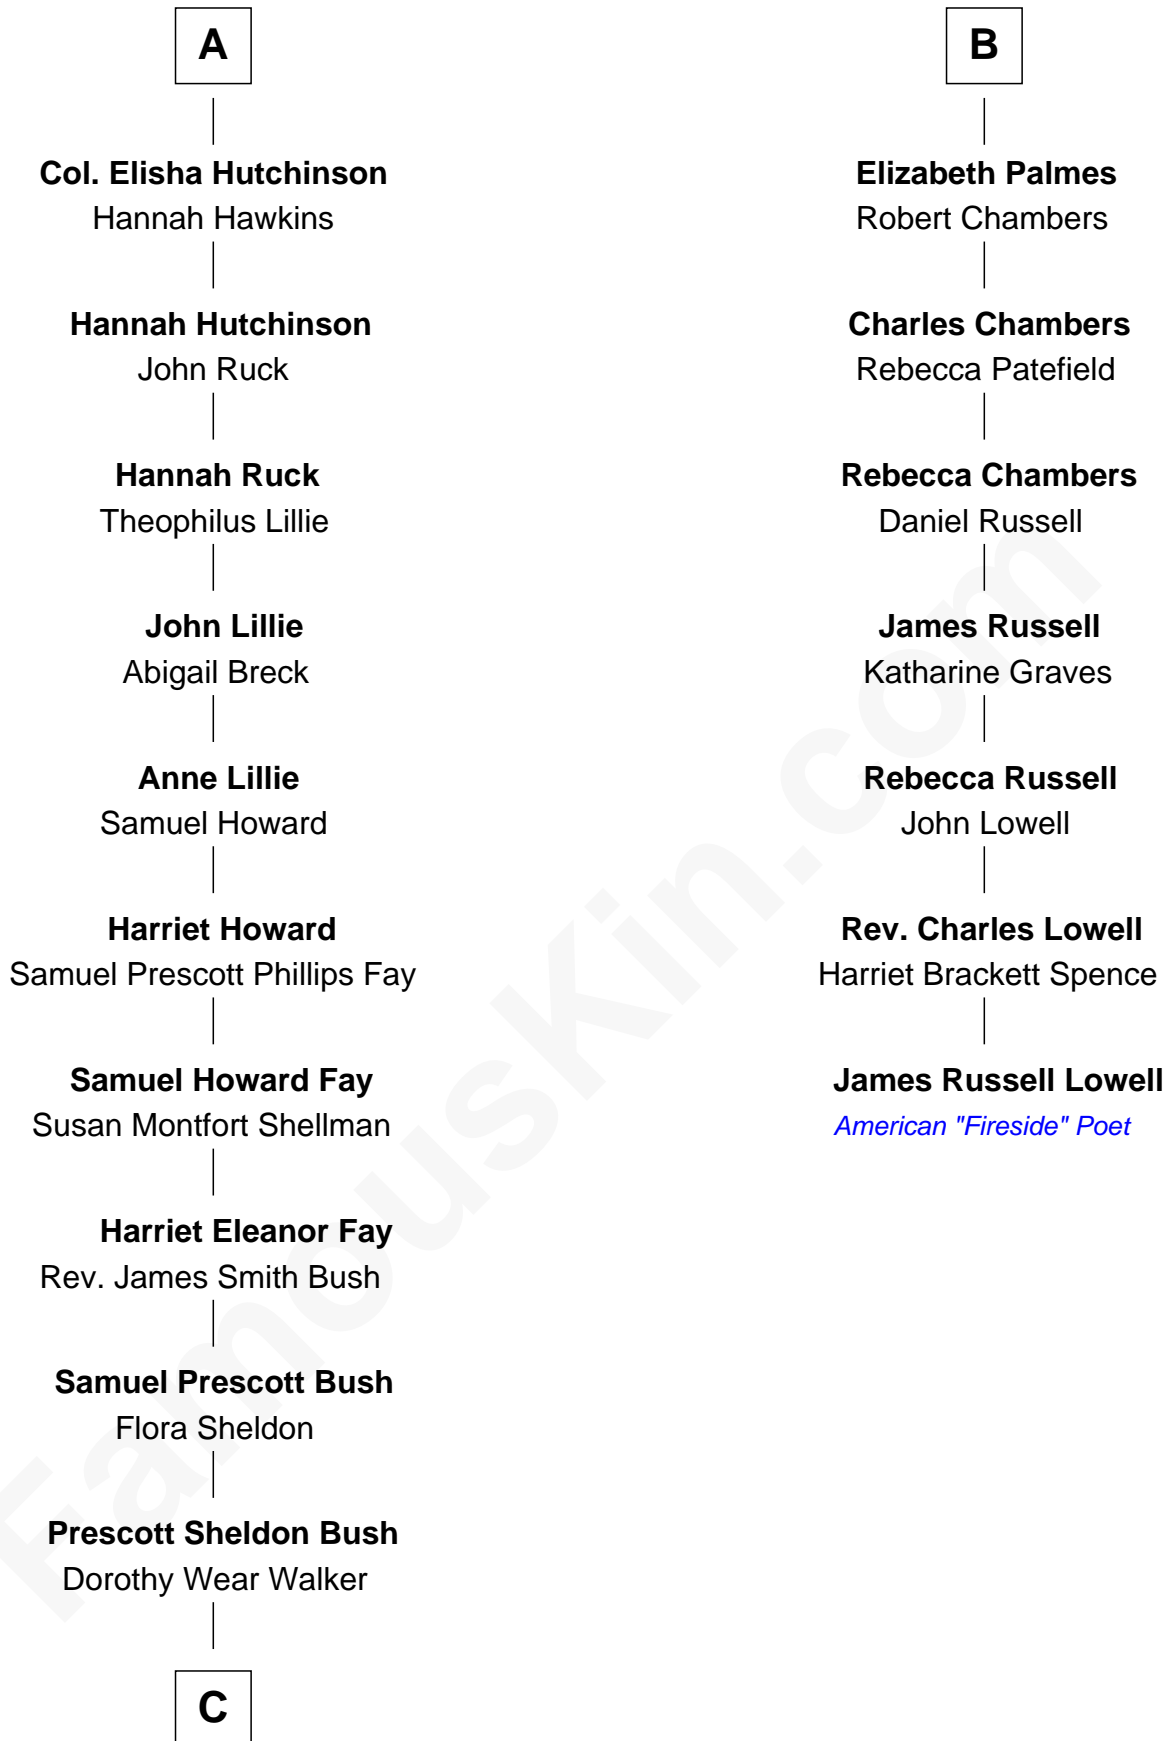 A
Col. Elisha Hutchinson
Hannah Hawkins
Hannah Hutchinson
John Ruck
Hannah Ruck
Theophilus Lillie
John Lillie
Abigail Breck
Anne Lillie
Samuel Howard
Harriet Howard
Samuel Prescott Phillips Fay
Samuel Howard Fay
Susan Montfort Shellman
Harriet Eleanor Fay
Rev. James Smith Bush
Samuel Prescott Bush
Flora Sheldon
Prescott Sheldon Bush
Dorothy Wear Walker
C
B
Elizabeth Palmes
Robert Chambers
Charles Chambers
Rebecca Patefield
Rebecca Chambers
Daniel Russell
James Russell
Katharine Graves
Rebecca Russell
John Lowell
Rev. Charles Lowell
Harriet Brackett Spence
James Russell Lowell
American "Fireside" Poet
FamousKin.com